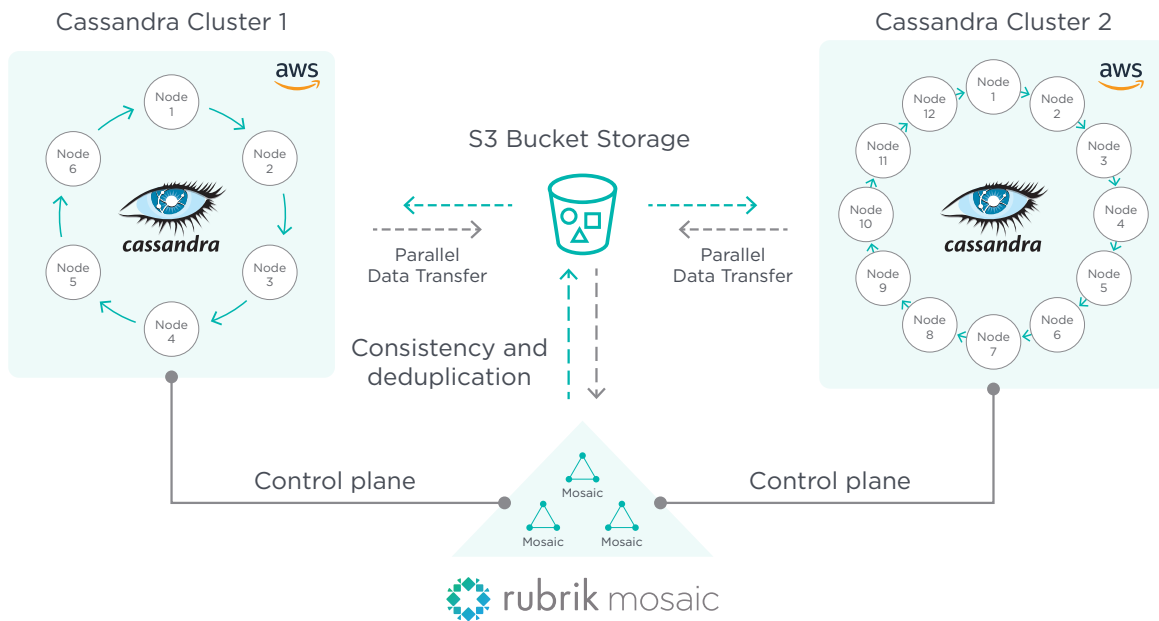 Cassandra Cluster 1
Cassandra Cluster 2
aws
Node
1
Node
2
Node
3
Node
4
Node
5
Node
6
cassandra
S3 Bucket Storage
Parallel
Data Transfer
Parallel
Data Transfer
Consistency and
deduplication
aws
Node
1
Node
2
Node
3
Node
4
Node
5
Node
6
Node
7
Node
8
Node
9
Node
10
Node
11
Node
12
cassandra
Control plane
Control plane
Mosaic
Mosaic
Mosaic
rubrik mosaic